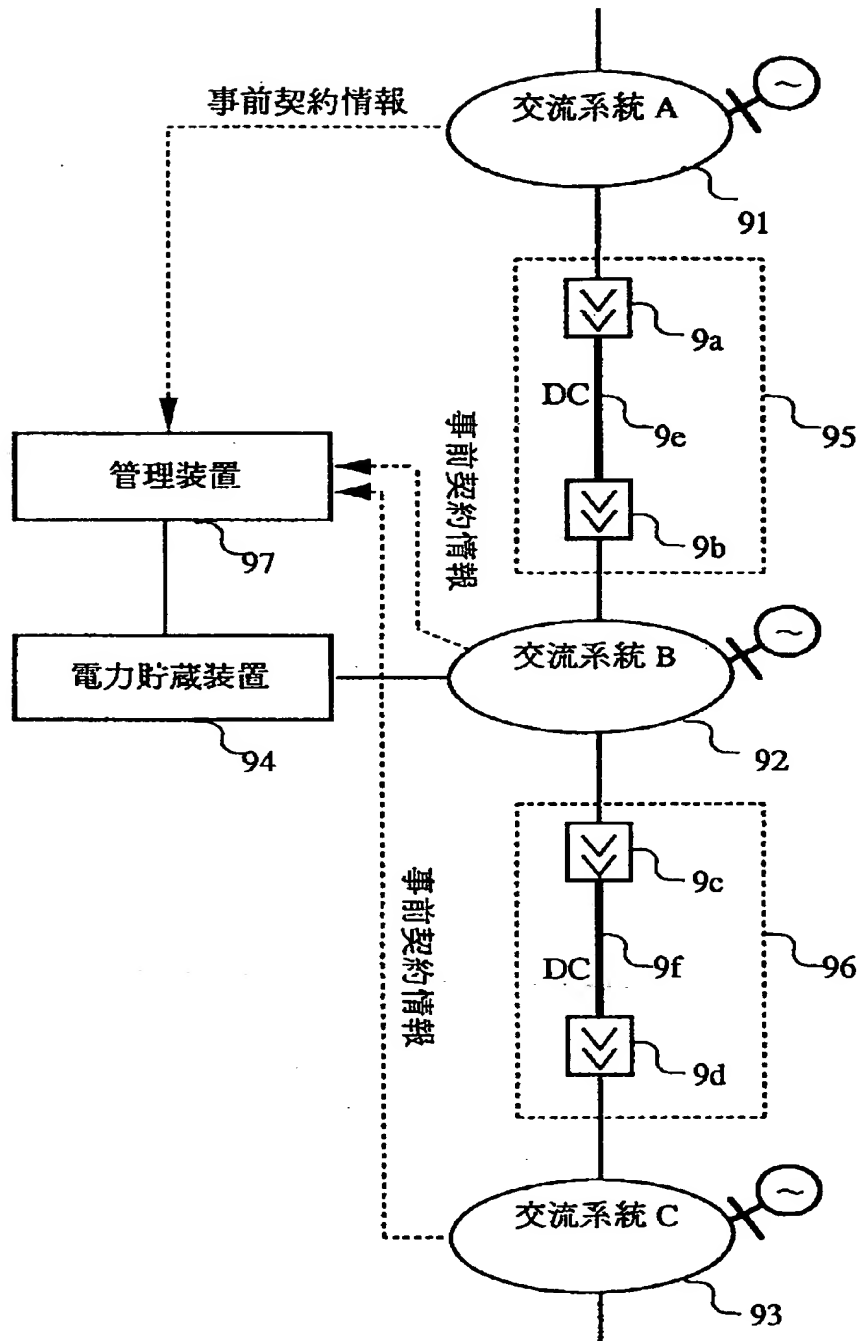 事前契約情報
交流系統 A
91
9a
DC
9e
95
9b
管理装置
97
事前契約情報
電力貯蔵装置
94
交流系統 B
92
9c
DC
9f
96
9d
事前契約情報
交流系統 C
93